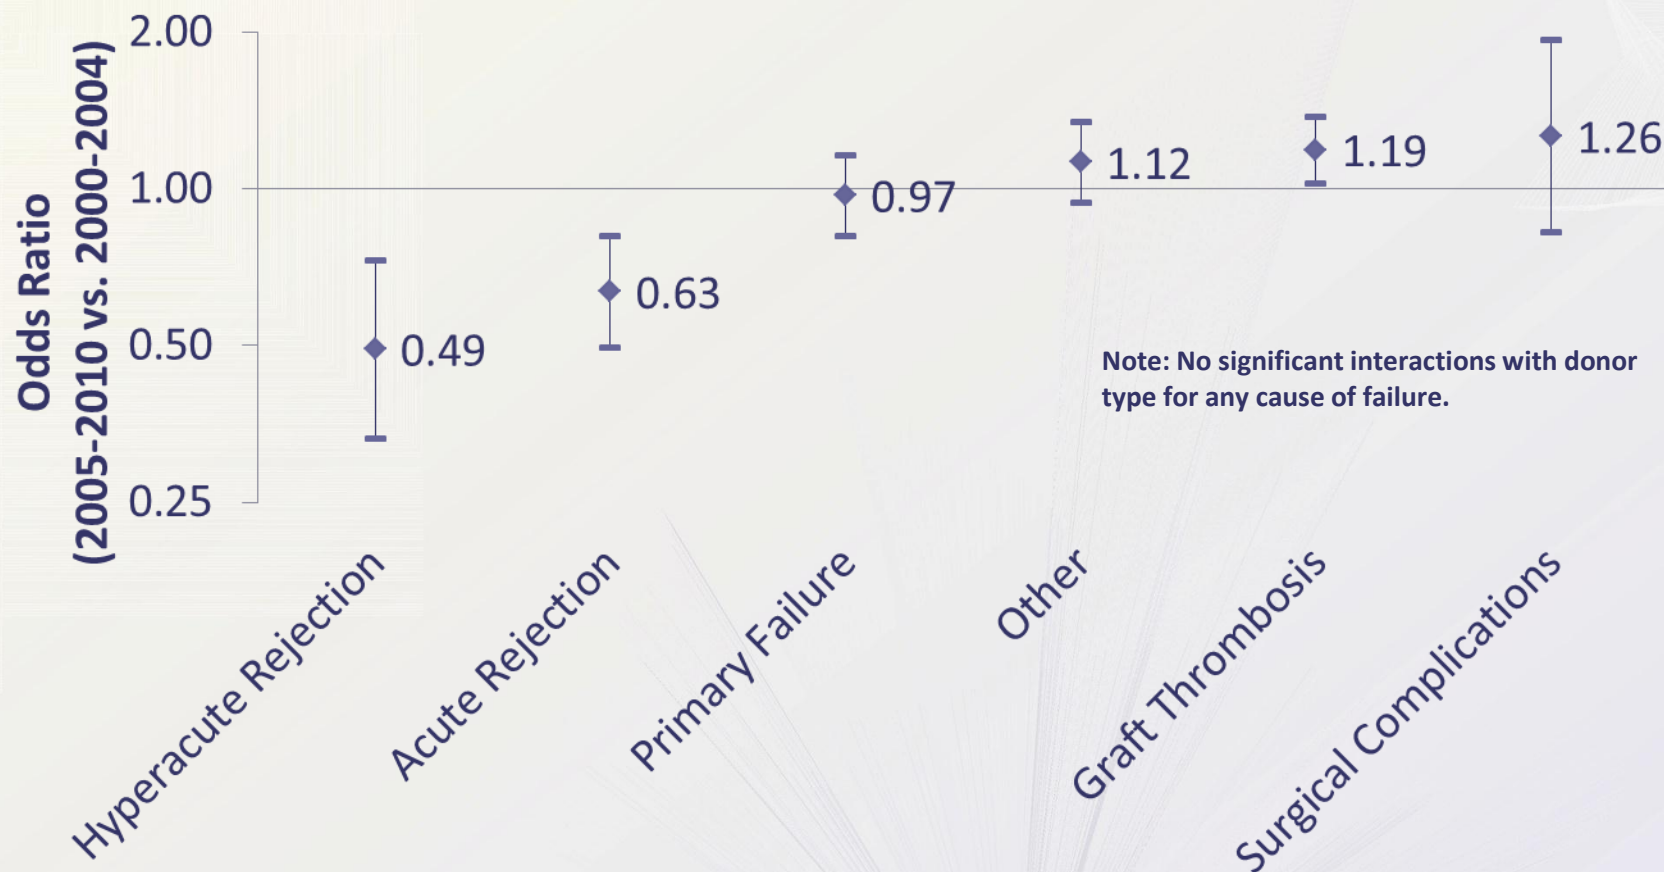 Odds Ratio
(2005-2010 vs. 2000-2004)
2.00
1.00
0.50
0.25
0.49
0.63
0.97
1.12
1.19
1.26
Note: No significant interactions with donor
type for any cause of failure.
Hyperacute Rejection
Acute Rejection
Primary Failure
Other
Graft Thrombosis
Surgical Complications